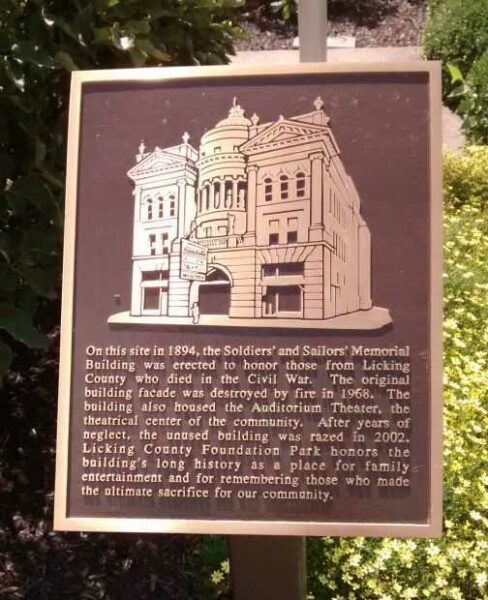 On this site in 1894, the Soldiers' and Sailors' Memorial
Building was erected to honor those from Licking
County who died in the Civil War. The original
building facade was destroyed by fire in 1968. The
building also housed the Auditorium Theater, the
theatrical center of the community. After years of
neglect, the unused building was razed in 2002.
Licking County Foundation Park honors the
building's long history as a place for family
entertainment and for remembering those who made
the ultimate sacrifice for our community.